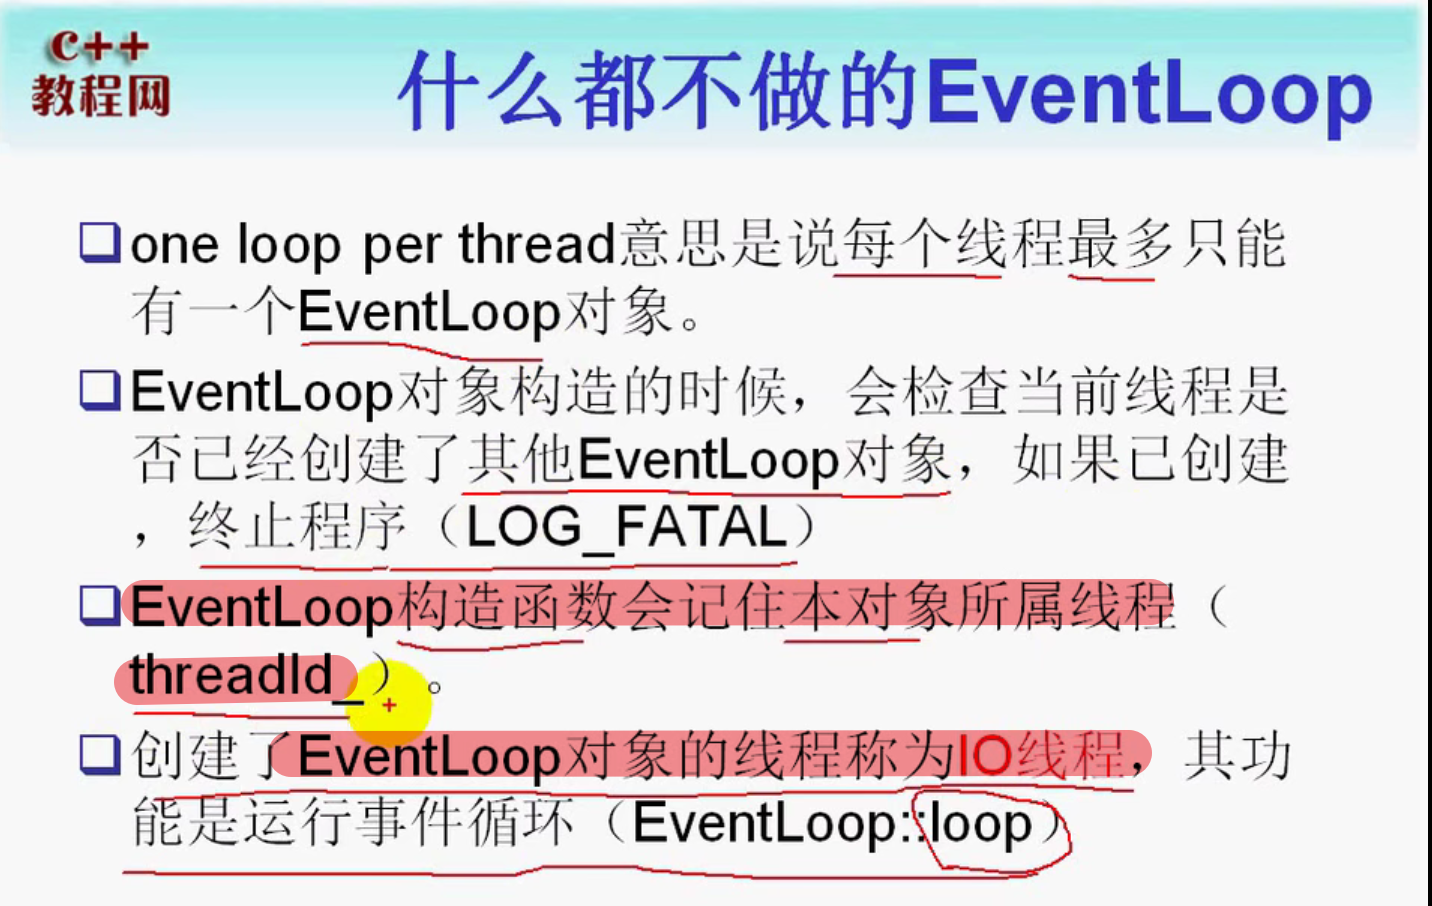 C++
教程网
什么都不做的EventLoop
one loop per thread意思是说每个线程最多只能
有一个EventLoop对象。
EventLoop对象构造的时候，会检查当前线程是
否已经创建了其他EventLoop对象，如果已创建
，终止程序（LOG_FATAL）
EventLoop构造函数会记住本对象所属线程（
threadId_）。
创建了EventLoop对象的线程称为IO线程，其功
能是运行事件循环（EventLoop::loop）